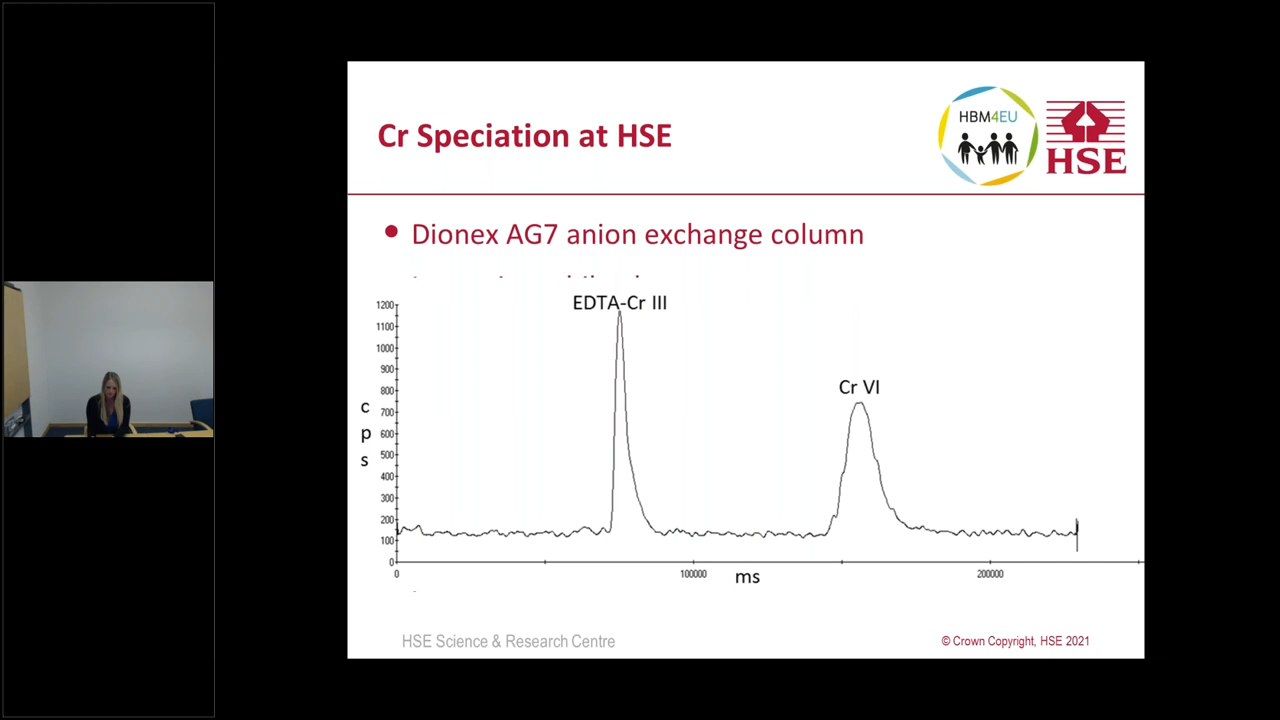 Cr Speciation at HSE
HBM4EU
HSE
Dionex AG7 anion exchange column
EDTA-Cr III
Cr VI
1200
1100
1000
900
800
700
600
500
400
300
200
100
0
c
p
s
0
100000
200000
ms
HSE Science & Research Centre
© Crown Copyright, HSE 2021